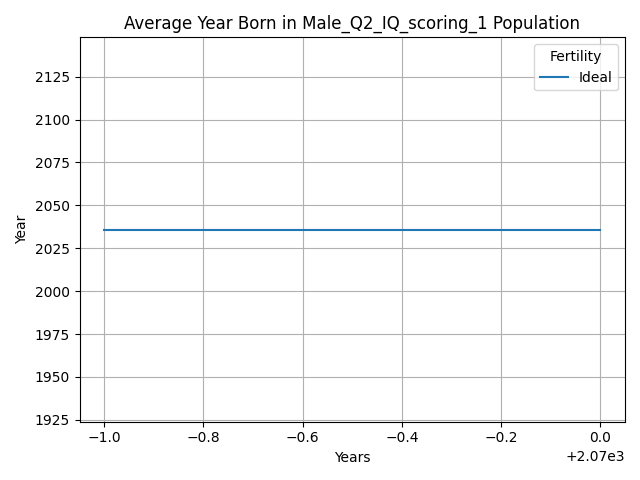 Average Year Born in Male_Q2_IQ_scoring_1 Population
Fertility
Ideal
2125
2100
2075
2050
2025
2000
1975
1950
1925
Year
−1.0 −0.8 −0.6 −0.4 −0.2 0.0
Years
+2.07e3